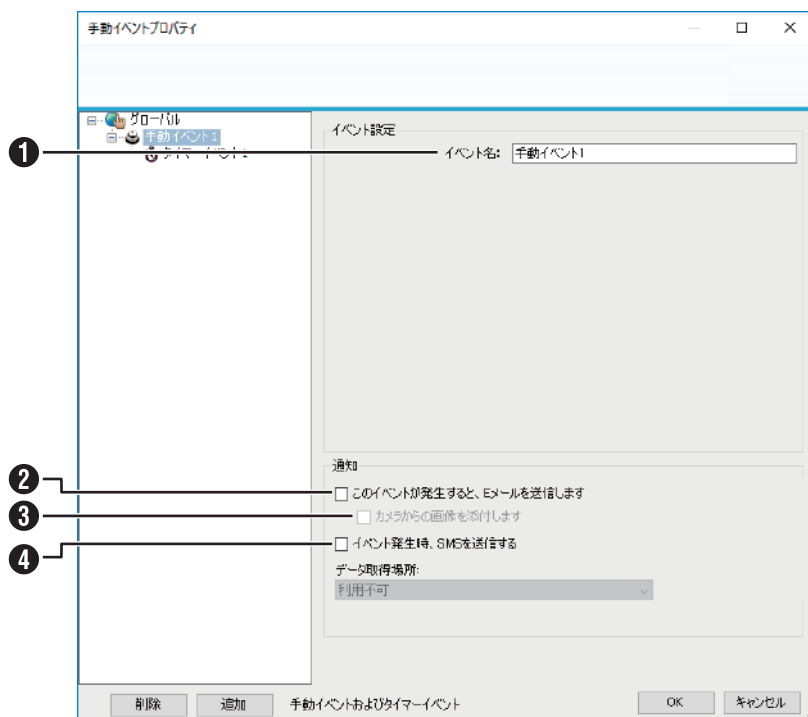 手動イベントプロパティ
グローバル
手動イベント1
❶
イベント設定
イベント名: 手動イベント1
通知
❷
このイベントが発生すると、Eメールを送信します
❸
カメラからの画像を添付します
❹
イベント発生時、SMSを送信する
データ取得場所:
利用不可
削除
追加
手動イベントおよびタイマーイベント
OK
キャンセル